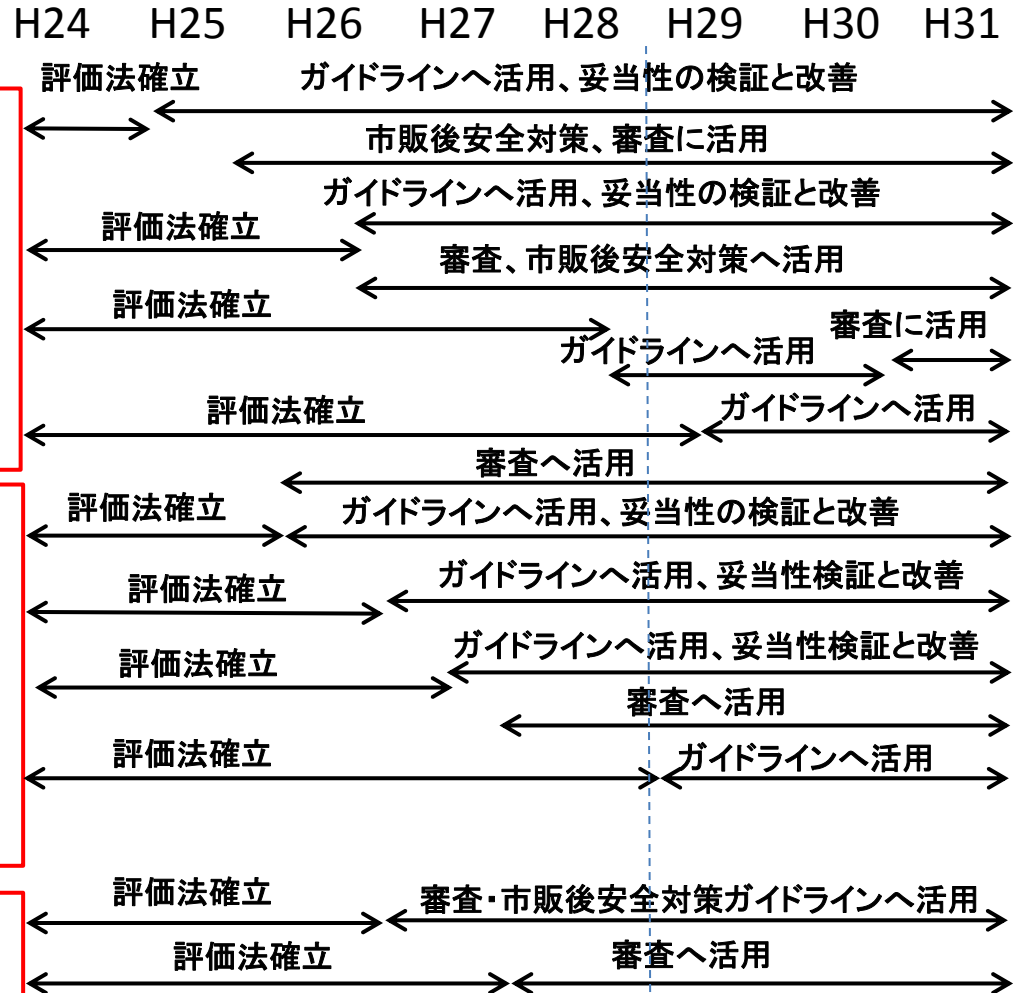 H24 H25 H26 H27 H28 H29 H30 H31
評価法確立 ガイドラインへ活用、妥当性の検証と改善
市販後安全対策、審査に活用
ガイドラインへ活用、妥当性の検証と改善
評価法確立
審査、市販後安全対策へ活用
評価法確立
審査に活用
ガイドラインへ活用
評価法確立 ガイドラインへ活用
審査へ活用
評価法確立 ガイドラインへ活用、妥当性の検証と改善
評価法確立 ガイドラインへ活用、妥当性検証と改善
評価法確立 ガイドラインへ活用、妥当性検証と改善
審査へ活用
評価法確立 ガイドラインへ活用
評価法確立 審査・市販後安全対策ガイドラインへ活用
評価法確立 審査へ活用